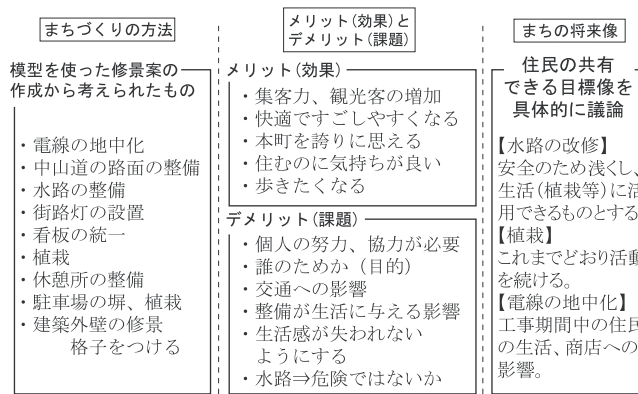 まちづくりの方法
模型を使った修景案の
作成から考えられたもの
・電線の地中化
・中山道の路面の整備
・水路の整備
・街路灯の設置
・看板の統一
・植栽
・休憩所の整備
・駐車場の塀、植栽
・建築外壁の修景
格子をつける
メリット(効果)と
デメリット(課題)
メリット(効果)
・集客力、観光客の増加
・快適ですごしやすくなる
・本町を誇りに思える
・住むのに気持ちが良い
・歩きたくなる
デメリット(課題)
・個人の努力、協力が必要
・誰のためか（目的）
・交通への影響
・整備が生活に与える影響
・生活感が失われない
ようにする
・水路⇒危険ではないか
まちの将来像
住民の共有
できる目標像を
具体的に議論
【水路の改修】
安全のため浅くし、
生活(植栽等)に活
用できるものとする
【植栽】
これまでどおり活動
を続ける。
【電線の地中化】
工事期間中の住民
の生活、商店への
影響。